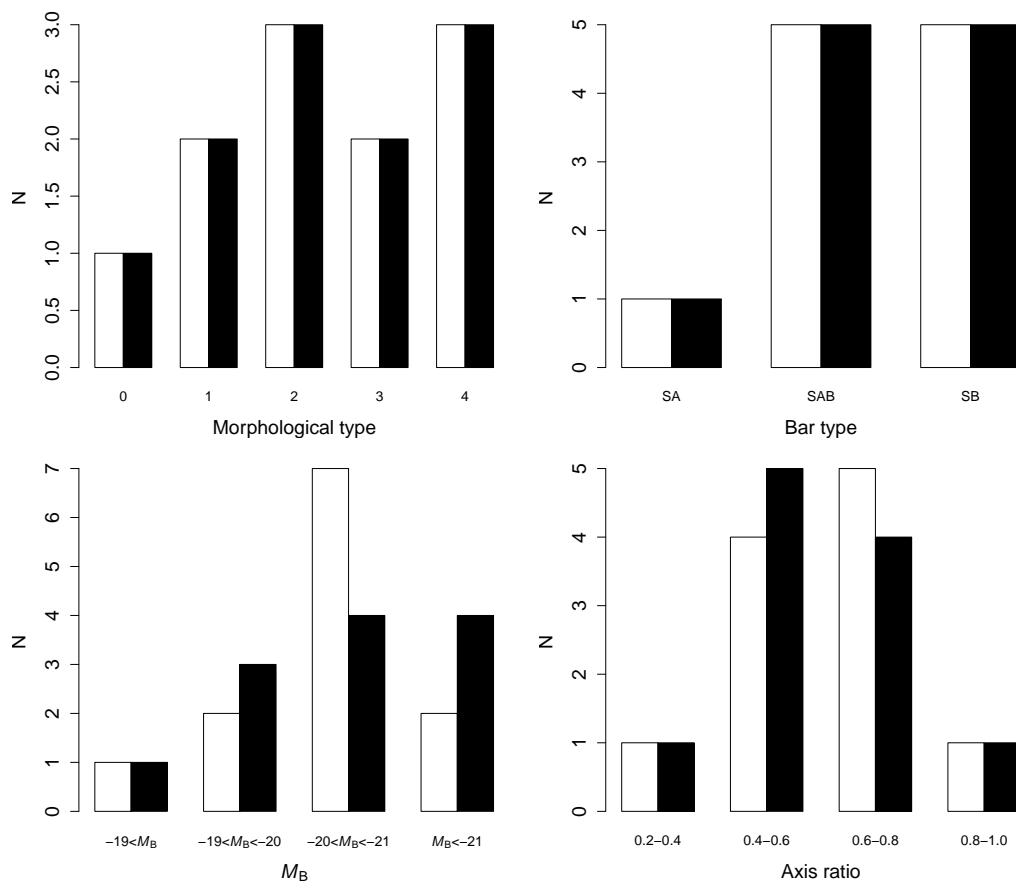 N
3.0
2.5
2.0
1.5
1.0
0.5
0.0
0 1 2 3 4
Morphological type
N
5
4
3
2
1
0
SA SAB SB
Bar type
N
7
6
5
4
3
2
1
0
−19<MB −19<MB<−20 −20<MB<−21 MB<−21
MB
N
5
4
3
2
1
0
0.2−0.4 0.4−0.6 0.6−0.8 0.8−1.0
Axis ratio